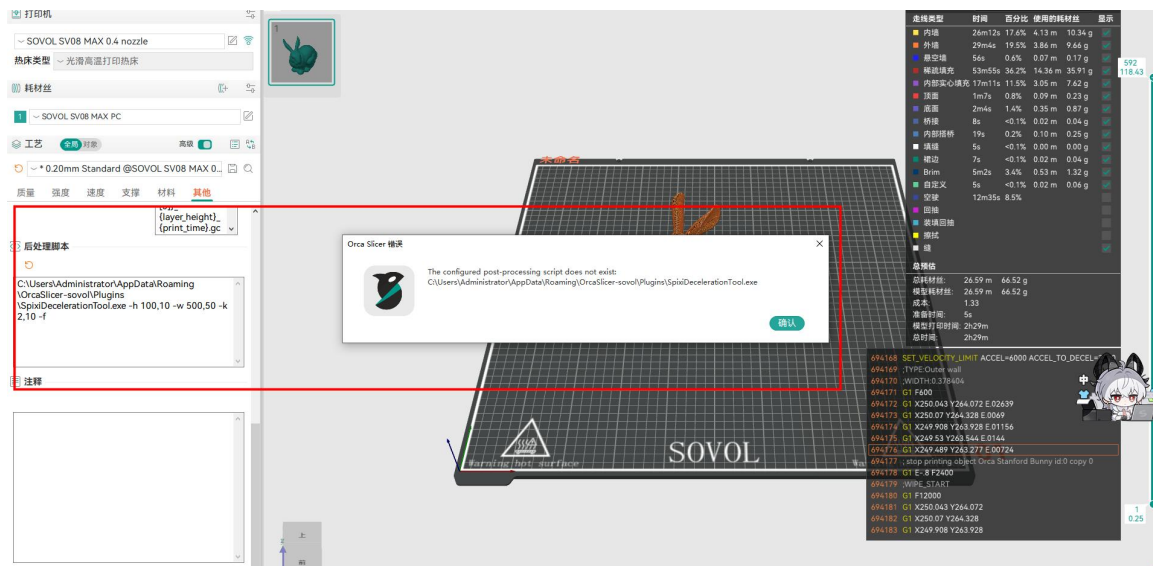 打印机
SOVOL SV08 MAX 0.4 nozzle
热床类型 光滑高温打印热床
耗材丝
1 SOVOL SV08 MAX PC
工艺 全局 对象 高级
* 0.20mm Standard @SOVOL SV08 MAX 0...
质量 强度 速度 支撑 材料 其他
{layer_height}_
{print_time}.gc
后处理脚本
C:\Users\Administrator\AppData\Roaming
\OrcaSlicer-sovol\Plugins
\SpixiDecelerationTool.exe -h 100,10 -w 500,50 -k
2,10 -f
注释
1
未命名
Orca Slicer 错误
The configured post-processing script does not exist:
C:\Users\Administrator\AppData\Roaming\OrcaSlicer-sovol\Plugins\SpixiDecelerationTool.exe
确认
SOVOL
Warning hot surface
上
前
走线类型 时间 百分比 使用的耗材丝 显示
内墙 26m12s 17.6% 4.13 m 10.34 g
外墙 29m4s 19.5% 3.86 m 9.66 g
悬空墙 56s 0.6% 0.07 m 0.17 g
稀疏填充 53m55s 36.2% 14.36 m 35.91 g
内部实心填充 17m11s 11.5% 3.05 m 7.62 g
顶面 1m7s 0.8% 0.09 m 0.23 g
底面 2m4s 1.4% 0.35 m 0.87 g
桥接 8s <0.1% 0.02 m 0.04 g
内部搭桥 19s 0.2% 0.10 m 0.25 g
填缝 5s <0.1% 0.00 m 0.00 g
裙边 7s <0.1% 0.02 m 0.04 g
Brim 5m2s 3.4% 0.53 m 1.32 g
自定义 5s <0.1% 0.02 m 0.06 g
空驶 12m35s 8.5%
回抽
装填回抽
擦拭
缝
总预估
总耗材丝: 26.59 m 66.52 g
模型耗材丝: 26.59 m 66.52 g
成本: 1.33
准备时间: 5s
模型打印时间: 2h29m
总时间: 2h29m
592
118.43
694168 SET_VELOCITY_LIMIT ACCEL=6000 ACCEL_TO_DECEL=
694169 ;TYPE:Outer wall
694170 ;WIDTH:0.378404
694171 G1 F600
694172 G1 X250.043 Y264.072 E.02639
694173 G1 X250.07 Y264.328 E.0069
694174 G1 X249.908 Y263.928 E.01156
694175 G1 X249.53 Y263.544 E.0144
694176 G1 X249.489 Y263.277 E.00724
694177 ; stop printing object Orca Stanford Bunny id:0 copy 0
694178 G1 E-.8 F2400
694179 ;WIPE_START
694180 G1 F12000
694181 G1 X250.043 Y264.072
694182 G1 X250.07 Y264.328
694183 G1 X249.908 Y263.928
中
1
0.25